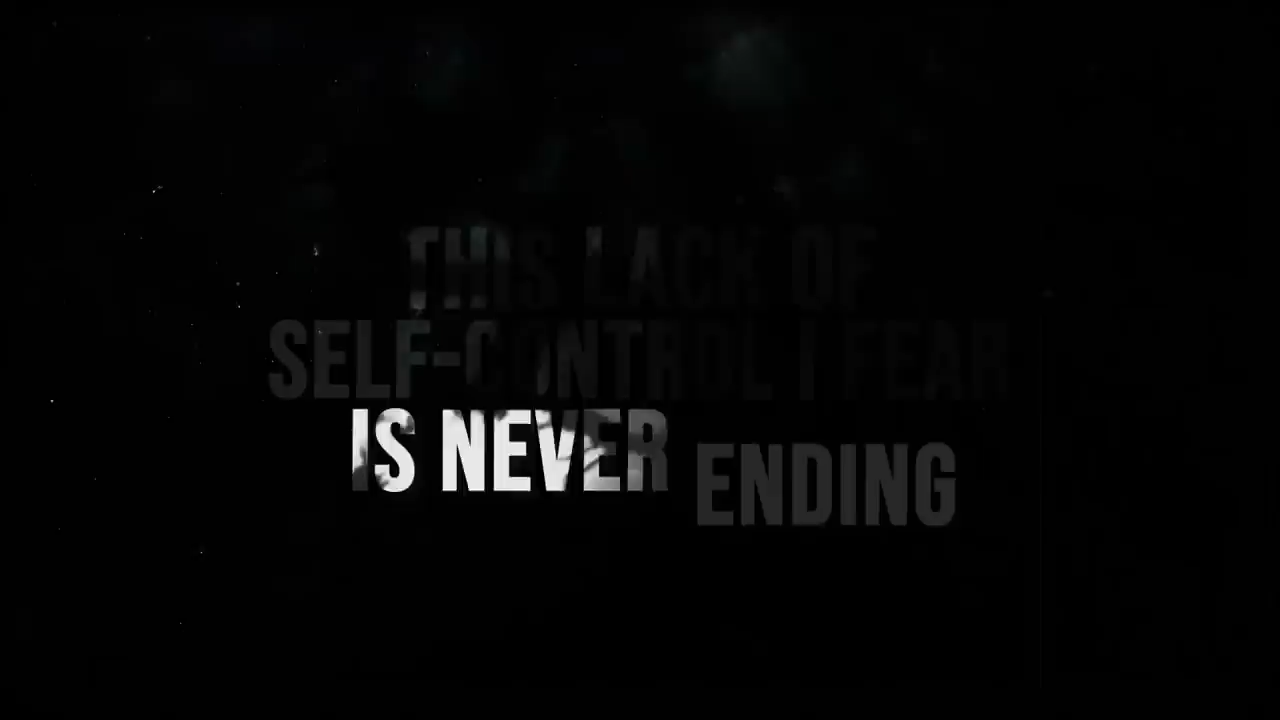 THIS LACK OF
SELF-CONTROL I FEAR
IS NEVER ENDING